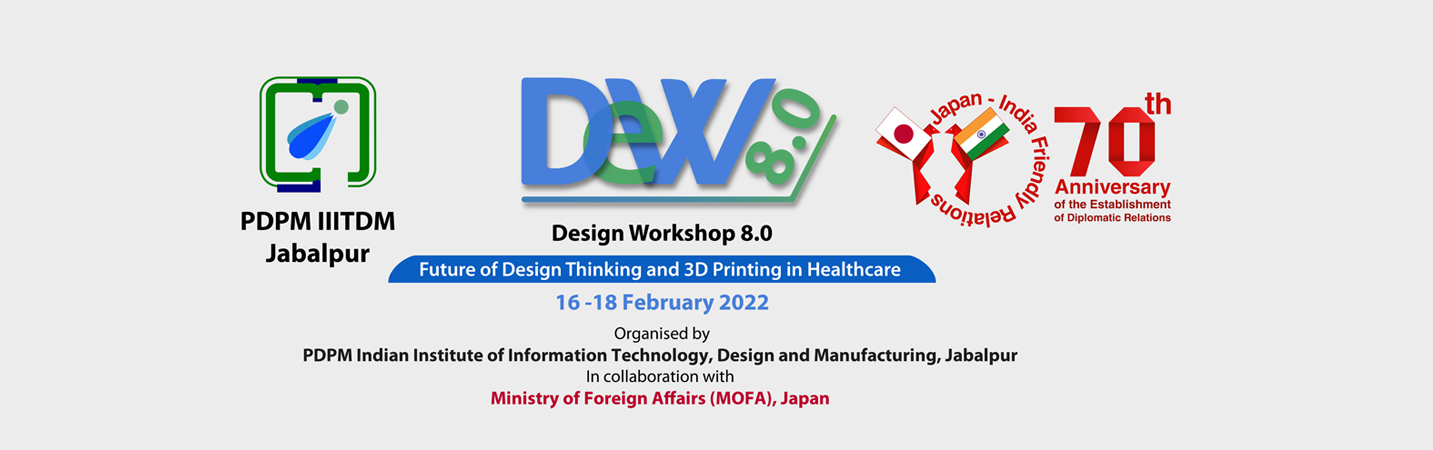 PDPM IIITDM
Jabalpur
DeW 8.0
Design Workshop 8.0
Future of Design Thinking and 3D Printing in Healthcare
16 -18 February 2022
Organised by
PDPM Indian Institute of Information Technology, Design and Manufacturing, Jabalpur
In collaboration with
Ministry of Foreign Affairs (MOFA), Japan
Japan - India Friendly Relations
70th
Anniversary
of the Establishment
of Diplomatic Relations